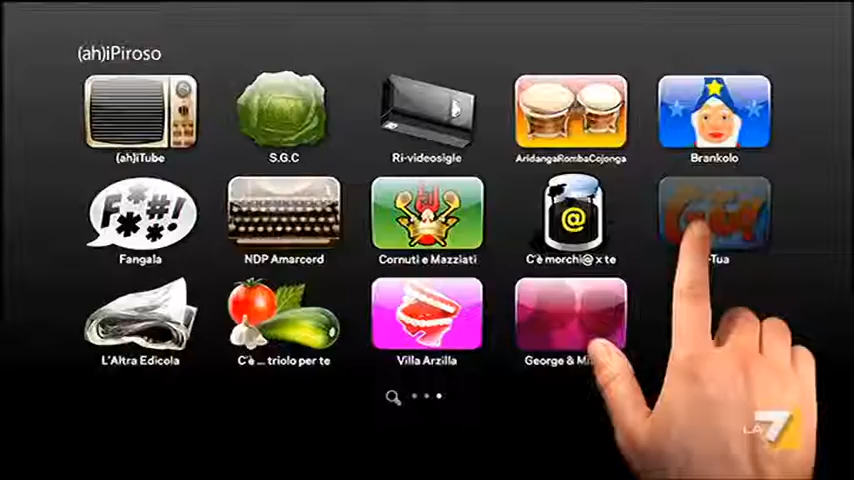 (ah)iPiroso
(ah)iTube
S.G.C
Ri-videosigle
AridangaRombaCojonga
Brankolo
F*#*!
**
Fangala
NDP Amarcord
Cornuti e Mazziati
@
C'è morchi@ x te
-Tua
L'Altra Edicola
C'è ... triolo per te
Villa Arzilla
George & M
LA7